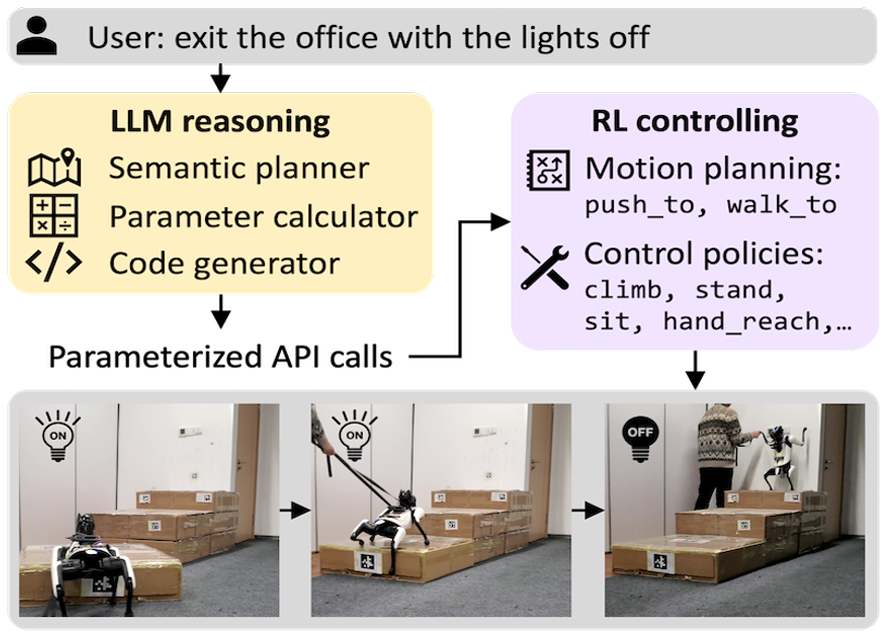 User: exit the office with the lights off
LLM reasoning
Semantic planner
Parameter calculator
Code generator
Parameterized API calls
RL controlling
Motion planning:
push_to, walk_to
Control policies:
climb, stand,
sit, hand_reach,…
ON
ON
OFF